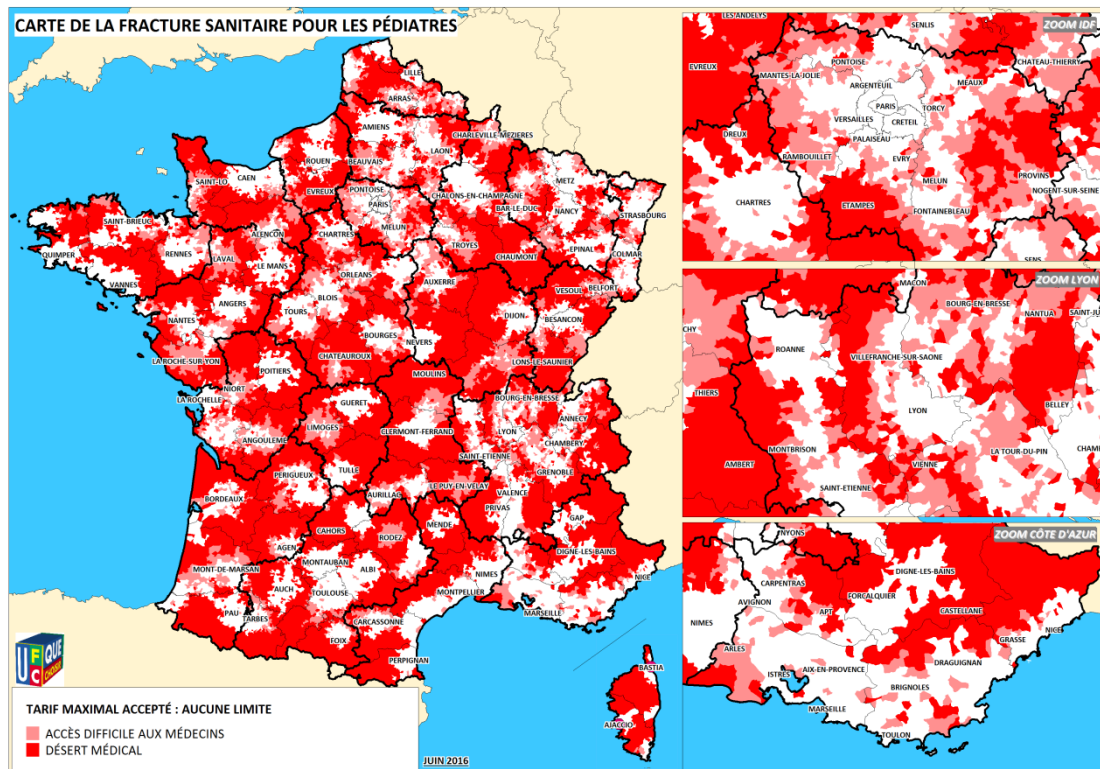 CARTE DE LA FRACTURE SANITAIRE POUR LES PÉDIATRES
LILLE
ARRAS
AMIENS
CHARLEVILLE-MÉZIERES
ROUEN
BEAUVAIS
LAON
SAINT-LO
CAEN
EVREUX
PONTOISE
PARIS
MELUN
CHALONS-EN-CHAMPAGNE
BAR-LE-DUC
METZ
NANCY
STRASBOURG
SAINT-BRIEUC
QUIMPER
RENNES
VANNES
LAVAL
ALENCON
LE MANS
CHARTRES
TROYES
CHAUMONT
EPINAL
COLMAR
ORLEANS
AUXERRE
VESOUL
BELFORT
ANGERS
NANTES
TOURS
BLOIS
DIJON
BESANCON
BOURGES
NEVERS
LA ROCHE-SUR-YON
CHATEAUROUX
LONS-LE-SAUNIER
POITIERS
MOULINS
NIORT
LA ROCHELLE
GUERET
BOURG-EN-BRESSE
ANNECY
ANGOULEME
LIMOGES
CLERMONT-FERRAND
LYON
CHAMBERY
SAINT-ETIENNE
GRENOBLE
PERIGUEUX
TULLE
AURILLAC
LE PUY-EN-VELAY
VALENCE
PRIVAS
BORDEAUX
CAHORS
RODEZ
MENDE
GAP
AGEN
MONTAUBAN
ALBI
DIGNE-LES-BAINS
MONT-DE-MARSAN
AUCH
TOULOUSE
NIMES
MONTPELLIER
NICE
MARSEILLE
PAU
TARBES
CARCASSONNE
FOIX
PERPIGNAN
BASTIA
AJACCIO
UFC QUE CHOISIR
TARIF MAXIMAL ACCEPTÉ : AUCUNE LIMITE
ACCÈS DIFFICILE AUX MÉDECINS
DÉSERT MÉDICAL
JUIN 2016
ZOOM IDF
LES ANDELYS
SENLIS
EVREUX
PONTOISE
CHATEAU-THIERRY
MANTES-LA-JOLIE
MEAUX
ARGENTEUIL
PARIS
TORCY
VERSAILLES
CRETEIL
DREUX
PALAISEAU
RAMBOUILLET
EVRY
PROVINS
MELUN
NOGENT-SUR-SEINE
CHARTRES
ETAMPES
FONTAINEBLEAU
SENS
ZOOM LYON
MACON
BOURG-EN-BRESSE
NANTUA
SAINT-JU
CHY
ROANNE
VILLEFRANCHE-SUR-SAONE
THIERS
LYON
BELLEY
MONTBRISON
LA TOUR-DU-PIN
CHAM
AMBERT
VIENNE
SAINT-ETIENNE
ZOOM CÔTE D'AZUR
NYONS
DIGNE-LES-BAINS
CARPENTRAS
FORCALQUIER
AVIGNON
APT
CASTELLANE
NIMES
NICE
GRASSE
ARLES
DRAGUIGNAN
AIX-EN-PROVENCE
ISTRES
BRIGNOLES
MARSEILLE
TOULON